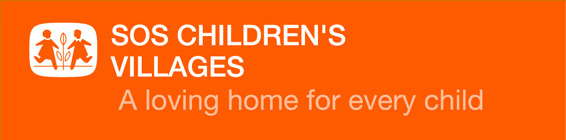 SOS CHILDREN'S
VILLAGES
A loving home for every child